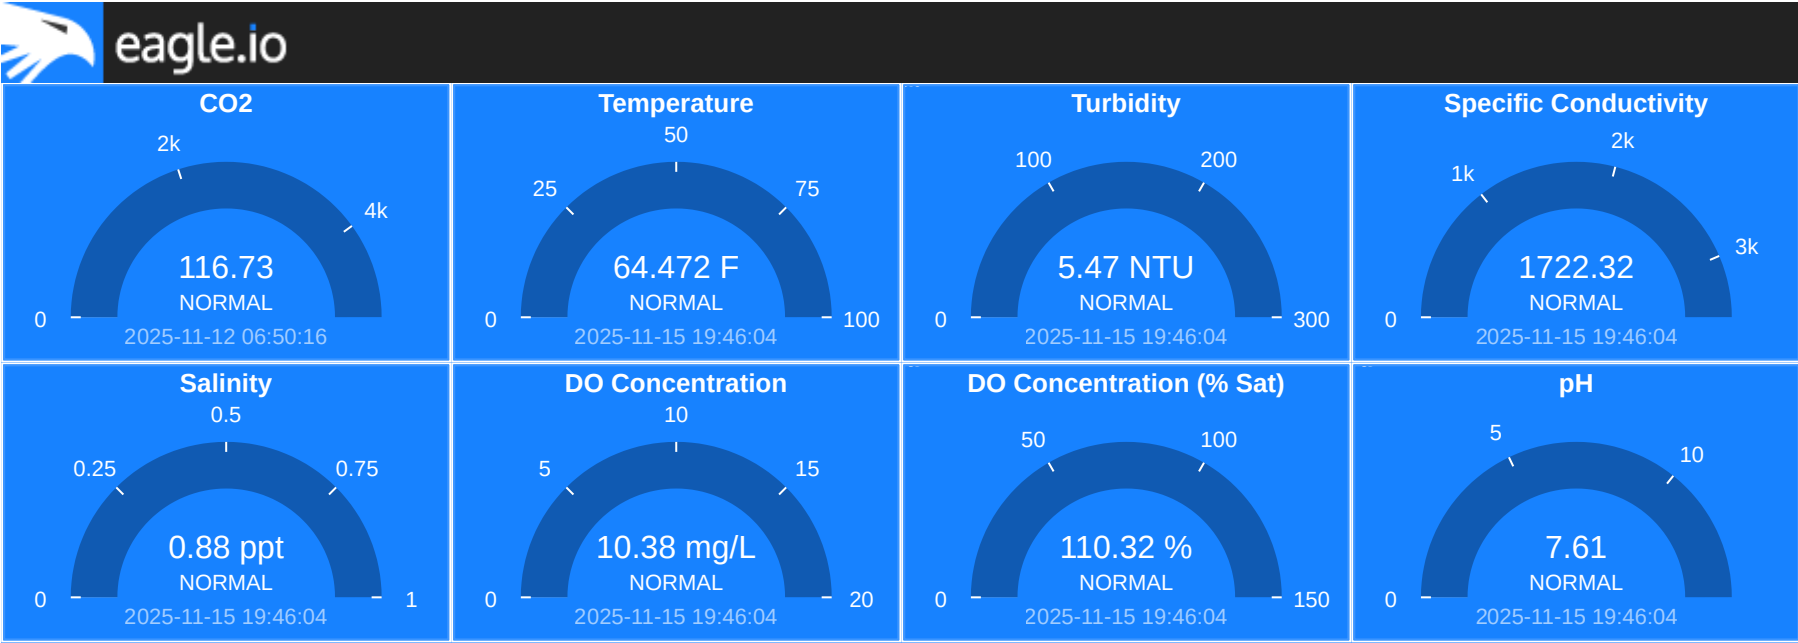 eagle.io
CO2
2k
4k
116.73
NORMAL
0
2025-11-12 06:50:16
Temperature
50
25
75
64.472 F
NORMAL
0
100
2025-11-15 19:46:04
Turbidity
100
200
5.47 NTU
NORMAL
0
300
2025-11-15 19:46:04
Specific Conductivity
2k
1k
3k
1722.32
NORMAL
0
2025-11-15 19:46:04
Salinity
0.5
0.25
0.75
0.88 ppt
NORMAL
0
1
2025-11-15 19:46:04
DO Concentration
10
5
15
10.38 mg/L
NORMAL
0
20
2025-11-15 19:46:04
DO Concentration (% Sat)
50
100
110.32 %
NORMAL
0
150
2025-11-15 19:46:04
pH
5
10
7.61
NORMAL
0
2025-11-15 19:46:04